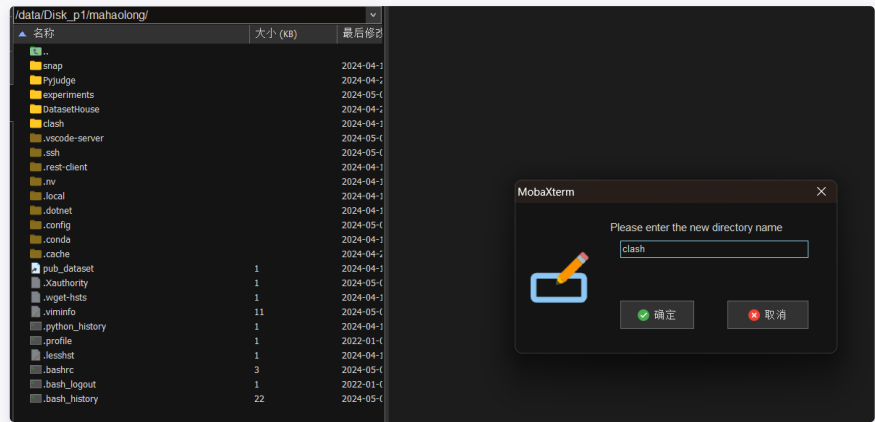 /data/Disk_p1/mahaolong/
名称 大小 (KB) 最后修改
..
snap 2024-04-1
Pyjudge 2024-04-2
experiments 2024-05-0
DatasetHouse 2024-04-2
clash 2024-04-1
.vscode-server 2024-05-0
.ssh 2024-05-0
.rest-client 2024-04-1
.nv 2024-04-1
.local 2024-04-1
.dotnet 2024-04-1
.config 2024-05-0
.conda 2024-04-1
.cache 2024-04-2
pub_dataset 1 2024-04-1
.Xauthority 1 2024-05-0
.wget-hsts 1 2024-04-1
.viminfo 11 2024-05-0
.python_history 1 2024-04-1
.profile 1 2022-01-0
.lesshst 1 2024-04-1
.bashrc 3 2024-05-0
.bash_logout 1 2022-01-0
.bash_history 22 2024-05-0
MobaXterm
Please enter the new directory name
clash
确定 取消